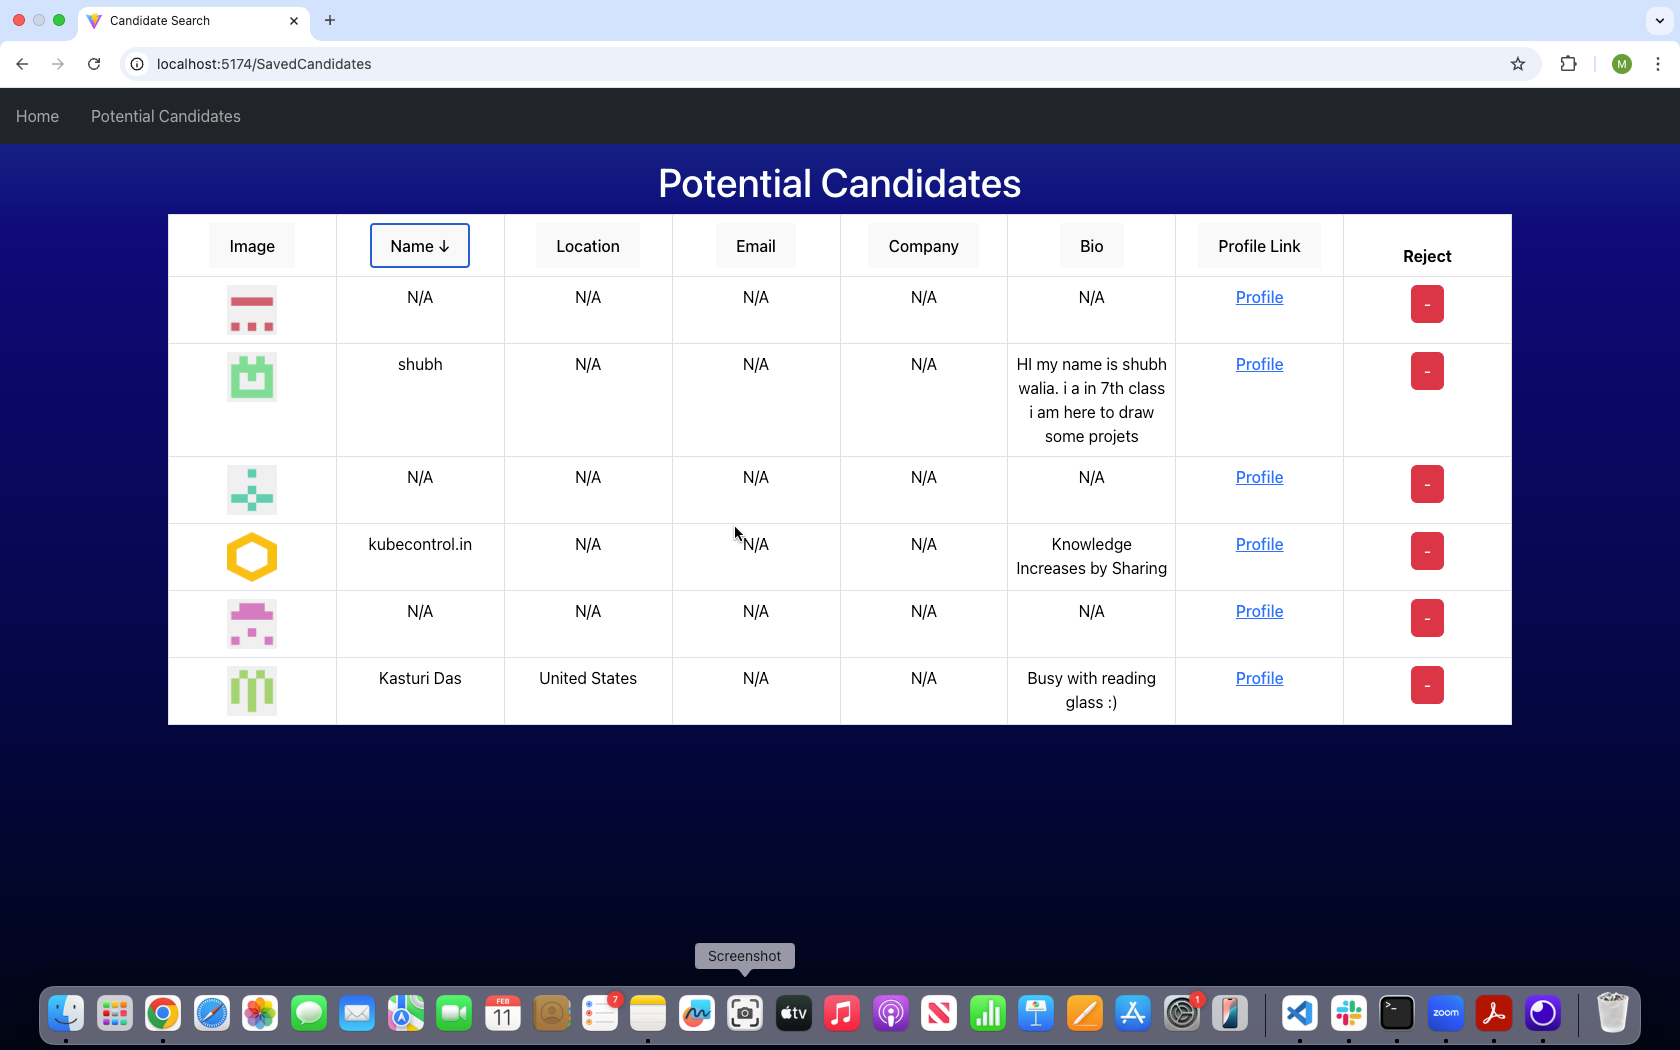 Candidate Search
localhost:5174/SavedCandidates
M
Home Potential Candidates
Potential Candidates
Image Name ↓ Location Email Company Bio Profile Link Reject
N/A N/A N/A N/A N/A Profile -
shubh N/A N/A N/A HI my name is shubh Profile -
walia. i a in 7th class
i am here to draw
some projets
N/A N/A N/A N/A N/A Profile -
kubecontrol.in N/A N/A N/A Knowledge Profile -
Increases by Sharing
N/A N/A N/A N/A N/A Profile -
Kasturi Das United States N/A N/A Busy with reading Profile -
glass :)
Screenshot
FEB
11
7
tv
1
>_
zoom